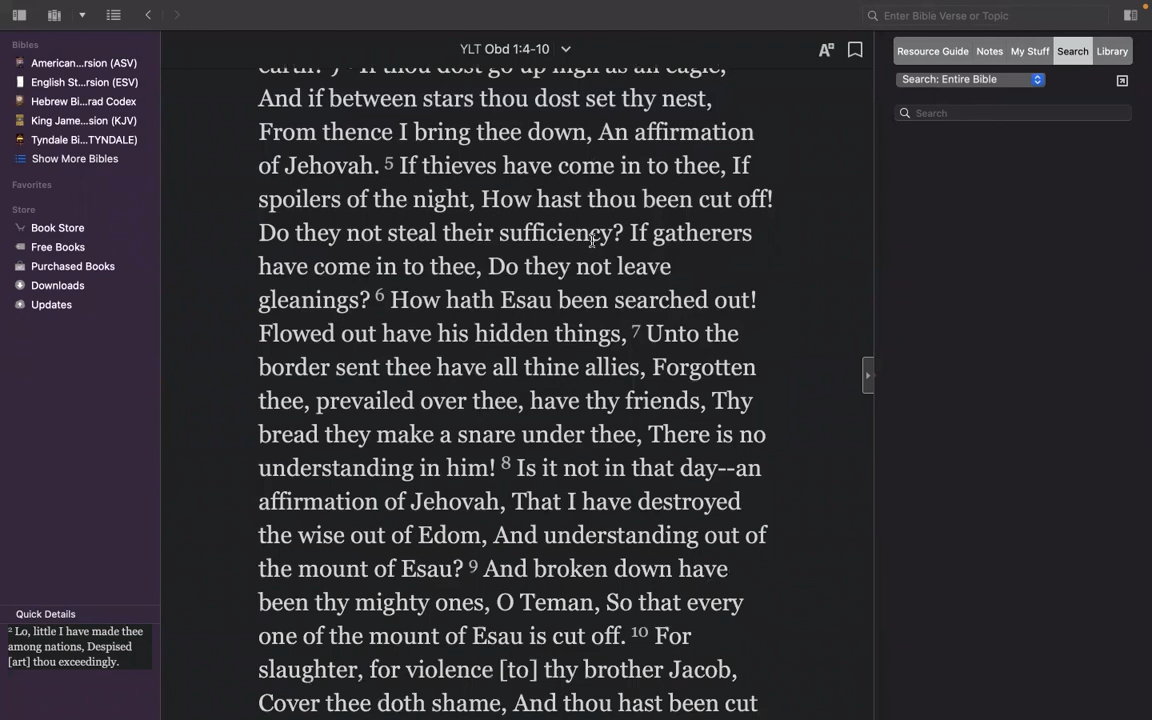 Enter Bible Verse or Topic
Bibles
American...rsion (ASV)
English St...rsion (ESV)
Hebrew Bi...rad Codex
King Jame...rsion (KJV)
Tyndale Bi...TYNDALE)
Show More Bibles
Favorites
Store
Book Store
Free Books
Purchased Books
Downloads
Updates
Quick Details
2 Lo, little I have made thee
among nations, Despised
[art] thou exceedingly.
YLT Obd 1:4-10
earth? If thou dost go up high as an eagle,
And if between stars thou dost set thy nest,
From thence I bring thee down, An affirmation
of Jehovah. 5 If thieves have come in to thee, If
spoilers of the night, How hast thou been cut off!
Do they not steal their sufficiency? If gatherers
have come in to thee, Do they not leave
gleanings? 6 How hath Esau been searched out!
Flowed out have his hidden things, 7 Unto the
border sent thee have all thine allies, Forgotten
thee, prevailed over thee, have thy friends, Thy
bread they make a snare under thee, There is no
understanding in him! 8 Is it not in that day--an
affirmation of Jehovah, That I have destroyed
the wise out of Edom, And understanding out of
the mount of Esau? 9 And broken down have
been thy mighty ones, O Teman, So that every
one of the mount of Esau is cut off. 10 For
slaughter, for violence [to] thy brother Jacob,
Cover thee doth shame, And thou hast been cut
Resource Guide Notes My Stuff Search Library
Search: Entire Bible
Search